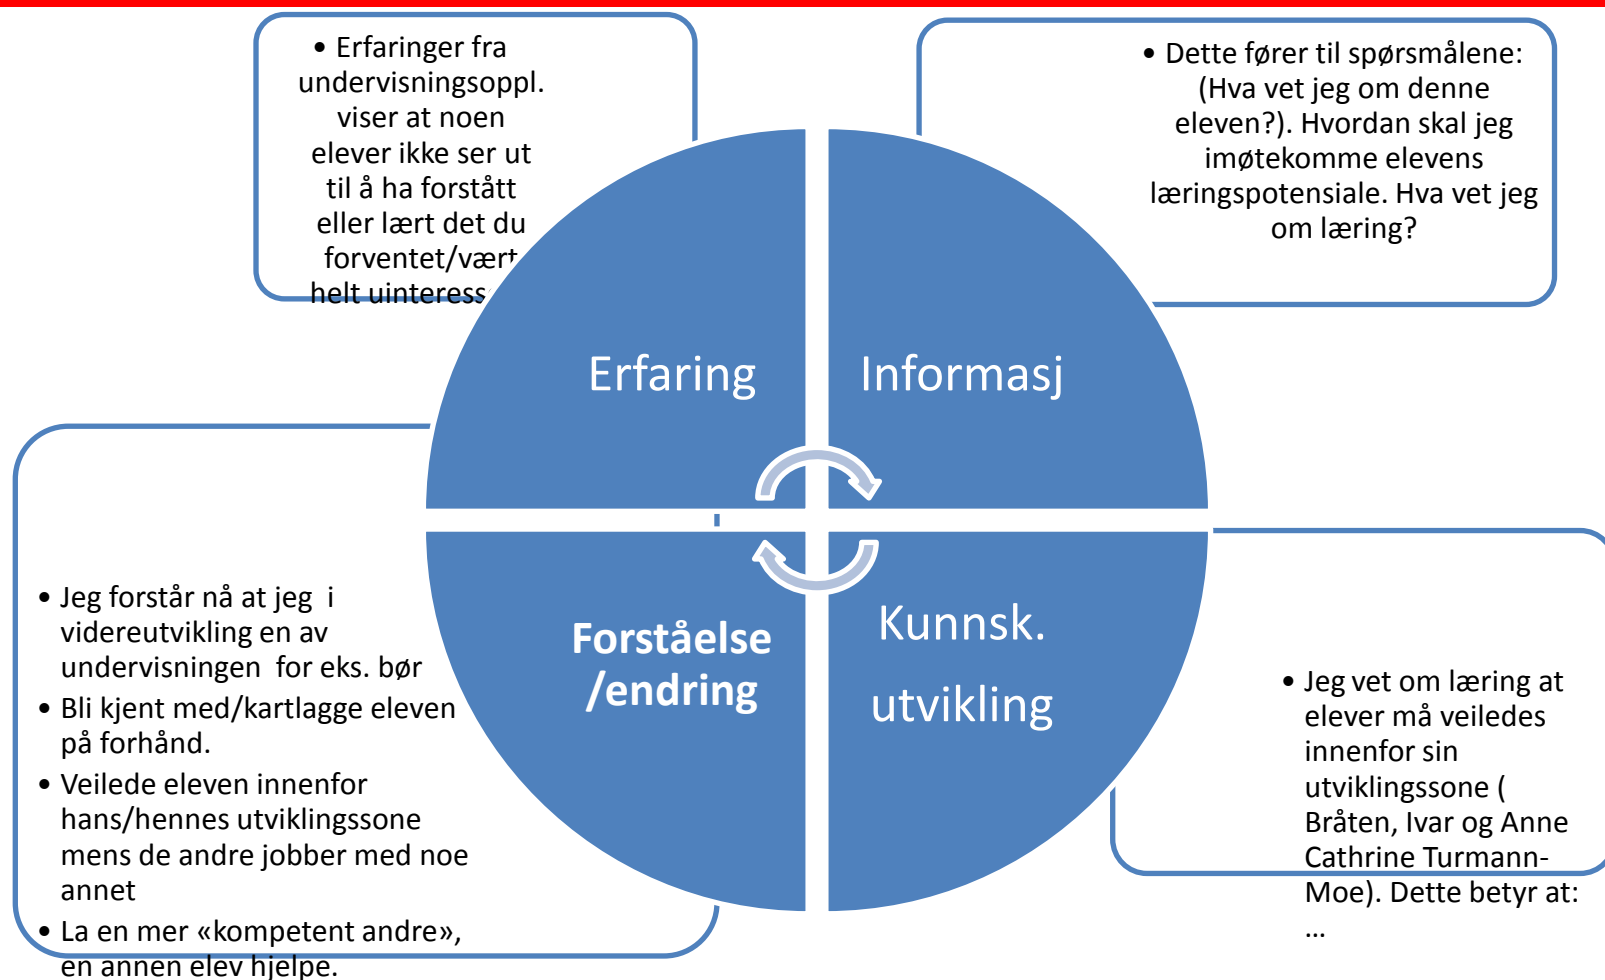 • Erfaringer fra
undervisningsoppl.
viser at noen
elever ikke ser ut
til å ha forstått
eller lært det du
forventet/vært
helt
• Dette fører til spørsmålene:
(Hva vet jeg om denne
eleven?). Hvordan skal jeg
imøtekomme elevens
læringspotensiale. Hva vet jeg
om læring?
Erfaring
Informasj
Forståelse
/endring
Kunnsk.
utvikling
• Jeg forstår nå at jeg i
videreutvikling en av
undervisningen for eks. bør
• Bli kjent med/kartlagge eleven
på forhånd.
• Veilede eleven innenfor
hans/hennes utviklingssone
mens de andre jobber med noe
annet
• La en mer «kompetent andre»,
en annen elev hjelpe.
• Jeg vet om læring at
elever må veiledes
innenfor sin
utviklingssone (
Bråten, Ivar og Anne
Cathrine Turmann-
Moe). Dette betyr at:
…